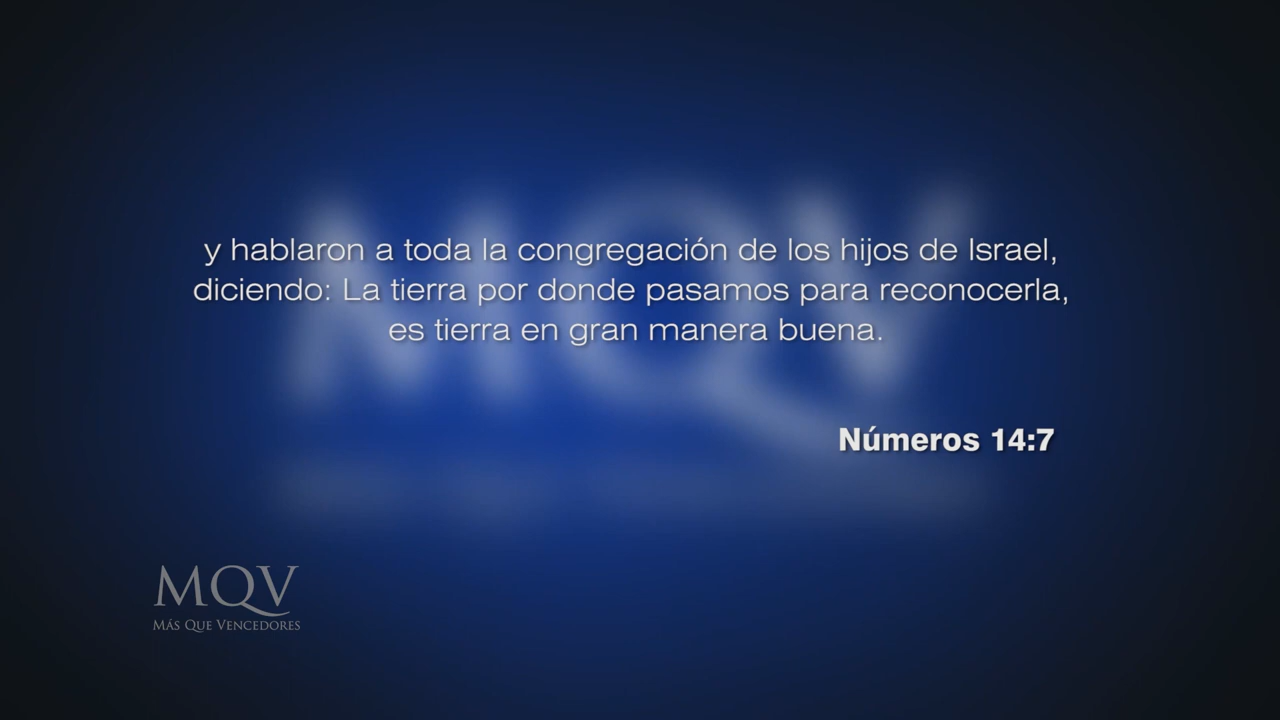 y hablaron a toda la congregación de los hijos de Israel,
diciendo: La tierra por donde pasamos para reconocerla,
es tierra en gran manera buena.
Números 14:7
MQV
MQV
MÁS QUE VENCEDORES